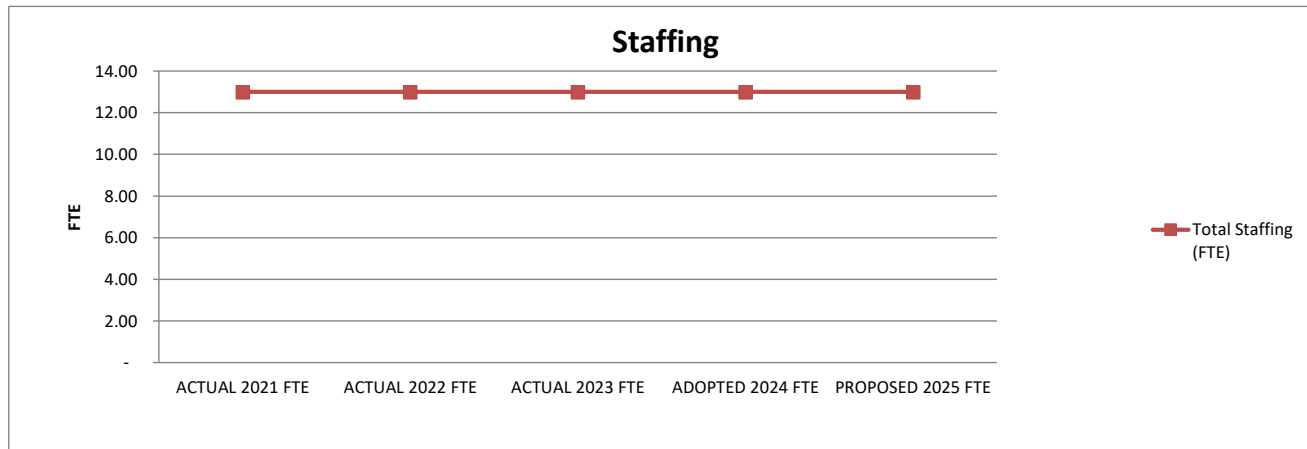 Staffing
14.00
12.00
10.00
8.00
6.00
4.00
2.00
-
FTE
ACTUAL 2021 FTE
ACTUAL 2022 FTE
ACTUAL 2023 FTE
ADOPTED 2024 FTE
PROPOSED 2025 FTE
Total Staffing
(FTE)